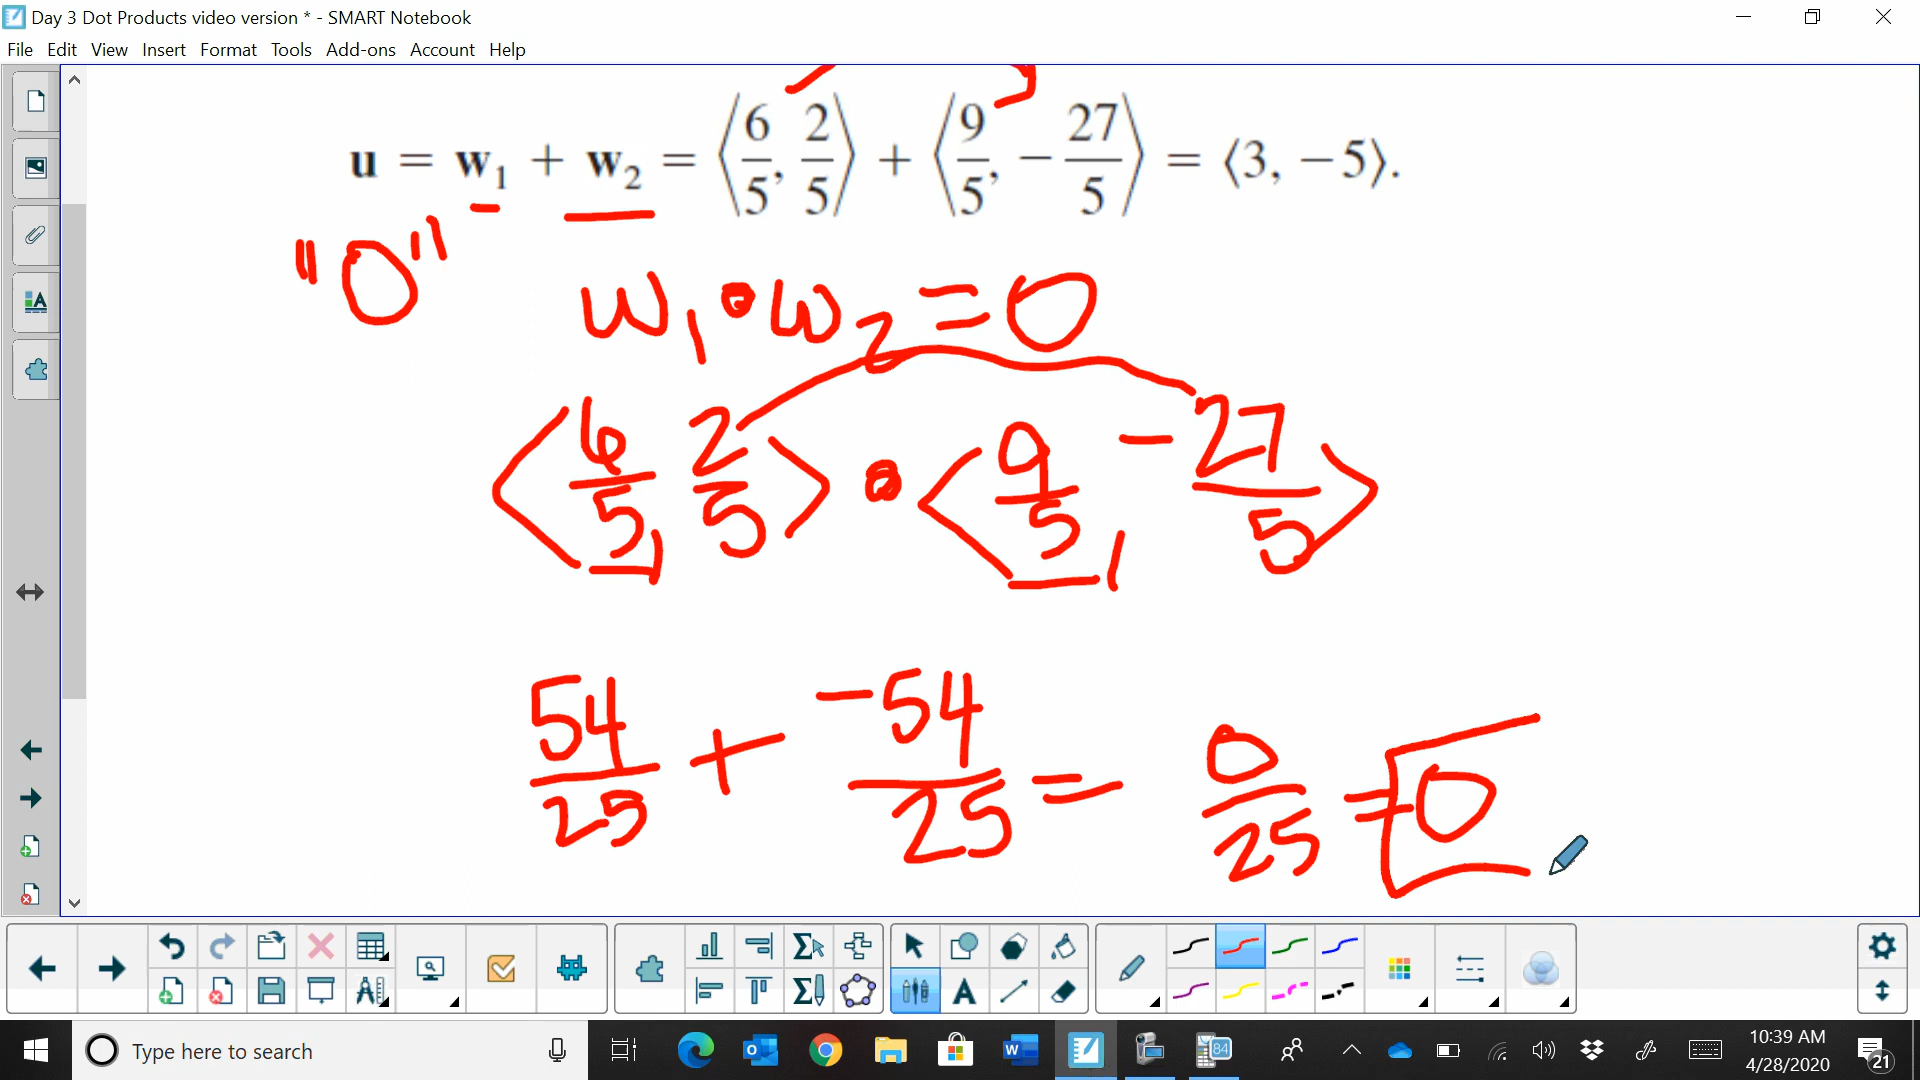 Day 3 Dot Products video version * - SMART Notebook
File Edit View Insert Format Tools Add-ons Account Help
u = w₁ + w₂ = ⟨6/5, 2/5⟩ + ⟨9/5, −27/5⟩ = ⟨3, −5⟩.
"0"
w₁ • w₂ = 0
⟨6/5, 2/5⟩ • ⟨9/5, −27/5⟩
54/25 + −54/25 = 0/25 = 0
Type here to search
84
10:39 AM
4/28/2020
21